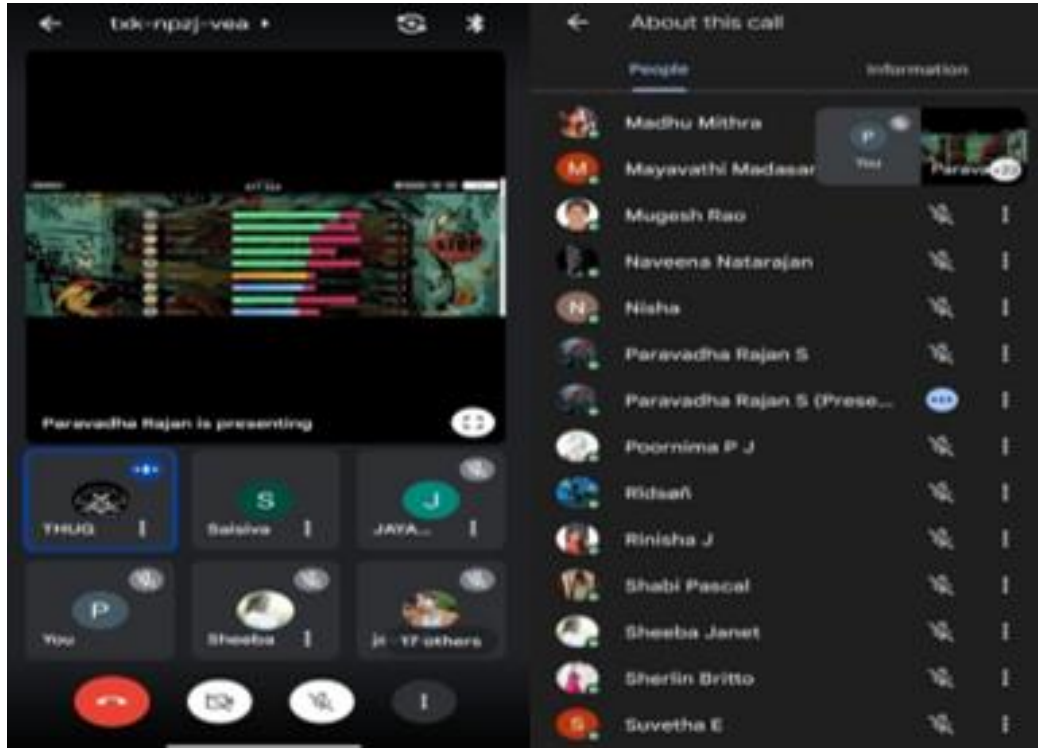 txk-npzj-vea
Paravadha Rajan is presenting
THUG
S
Saisiva
J
JAYA...
P
You
Sheeba
17 others
About this call
People
Information
Madhu Mithra
P
You
M
Mayavathi Madasar
Parava
Mugesh Rao
Naveena Natarajan
N
Nisha
Paravadha Rajan S
Paravadha Rajan S (Prese...
Poornima P J
Ridsøñ
Rinisha J
Shabi Pascal
Sheeba Janet
Sherlin Britto
S
Suvetha E